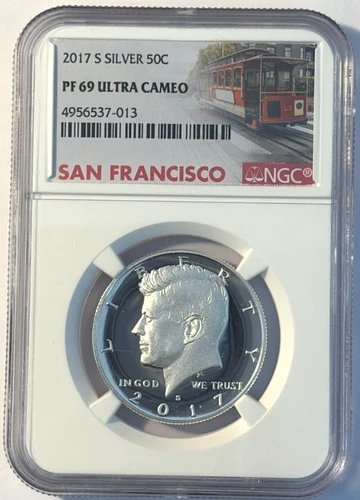 2017 S SILVER 50C
PF 69 ULTRA CAMEO
4956537-013
SAN FRANCISCO
NGC®
LIBERTY
IN GOD WE TRUST
S
2017